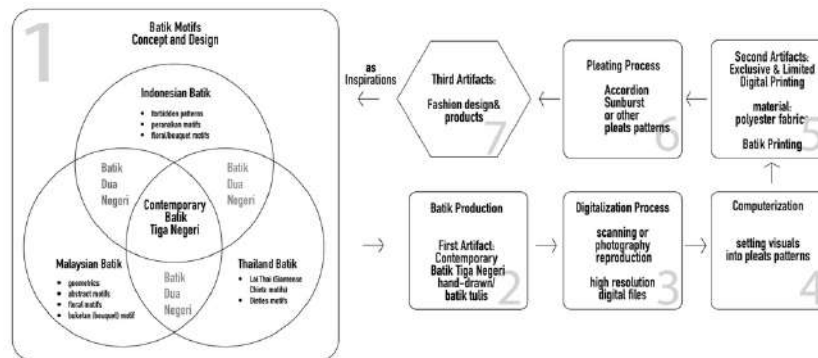 1
Batik Motifs
Concept and Design
Indonesian Batik
• forbidden patterns
• peranakan motifs
• floral/bouquet motifs
Batik
Dua
Negeri
Batik
Dua
Negeri
Contemporary
Batik
Tiga Negeri
Malaysian Batik
• geometrics
• abstract motifs
• floral motifs
• buketan (bouquet) motif
Thailand Batik
• Lai Thai (Siamese
motifs)
motifs
Batik
Dua
Negeri
as
Inspirations
Batik Production
First Artifact:
Contemporary
Batik Tiga Negeri
hand-drawn/
batik tulis
2
Digitalization Process
scanning or
photography
reproduction
high resolution
digital files
3
Computerization
setting visuals
into pleats patterns
4
Second Artifacts:
Exclusive & Limited
Digital Printing
material:
polyester fabric
Batik Printing
5
Pleating Process
Accordion
Sunburst
or other
pleats patterns
6
Third Artifacts:
Fashion design&
products
7